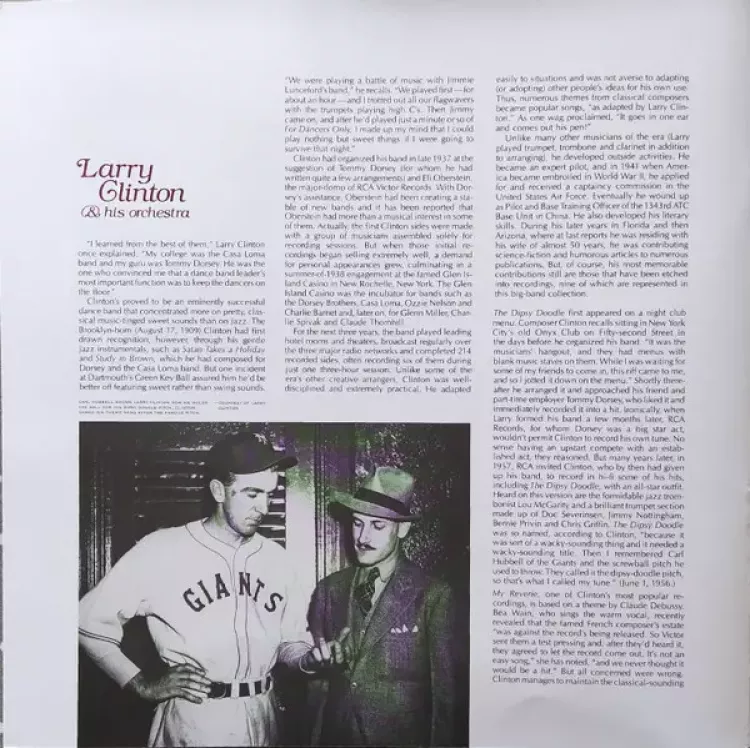 Larry
Clinton
& his orchestra
"I learned from the best of them," Larry Clinton
once explained. "My college was the Casa Loma
band and my guru was Tommy Dorsey. He was the
one who convinced me that a dance band leader's
most important function was to keep the dancers on
the floor."
Clinton's proved to be an eminently successful
dance band that concentrated more on pretty, clas-
sical music-tinged sweet sounds than on jazz. The
Brooklyn-born (August 17, 1909) Clinton had first
drawn recognition, however, through his gentle
jazz instrumentals, such as Satan Takes a Holiday
and Study in Brown, which he had composed for
Dorsey and the Casa Loma band. But one incident
at Dartmouth's Green Key Ball assured him he'd be
better off featuring sweet rather than swing sounds.
"We were playing a battle of music with Jimmie
Lunceford's band," he recalls. "We played first—for
about an hour—and I trotted out all our flagwavers
with the trumpets playing high C's. Then Jimmy
came on, and after he'd played just a minute or so of
For Dancers Only, I made up my mind that I could
play nothing but sweet things if I were going to
survive that night."
Clinton had organized his band in late 1937 at the
suggestion of Tommy Dorsey (for whom he had
written quite a few arrangements) and Eli Oberstein,
the major-domo of RCA Victor Records. With Dor-
sey's assistance, Oberstein had been creating a sta-
ble of new bands and it has been reported that
Oberstein had more than a musical interest in some
of them. Actually, the first Clinton sides were made
with a group of musicians assembled solely for
recording sessions. But when those initial re-
cordings began selling extremely well, a demand
for personal appearances grew, culminating in a
summer-of-1938 engagement at the famed Glen Is-
land Casino in New Rochelle, New York. The Glen
Island Casino was the incubator for bands such as
the Dorsey Brothers, Casa Loma, Ozzie Nelson and
Charlie Barnet and, later on, for Glenn Miller, Char-
lie Spivak and Claude Thornhill.
For the next three years, the band played leading
hotel rooms and theaters, broadcast regularly over
the three major radio networks and completed 214
recorded sides, often recording six of them during
just one three-hour session. Unlike some of the
era's other creative arrangers, Clinton was well-
disciplined and extremely practical. He adapted
easily to situations and was not averse to adapting
(or adopting) other people's ideas for his own use.
Thus, numerous themes from classical composers
became popular songs, "as adapted by Larry Clin-
ton." As one wag proclaimed, "It goes in one ear
and comes out his pen!"
Unlike many other musicians of the era (Larry
played trumpet, trombone and clarinet in addition
to arranging), he developed outside activities. He
became an expert pilot, and in 1941 when Amer-
ica became embroiled in World War II, he applied
for and received a captaincy commission in the
United States Air Force. Eventually he wound up
as Pilot and Base Training Officer of the 1343rd ATC
Base Unit in China. He also developed his literary
skills. During his later years in Florida and then
Arizona, where at last reports he was residing with
his wife of almost 50 years, he was contributing
science-fiction and humorous articles to numerous
publications. But, of course, his most memorable
contributions still are those that have been etched
into recordings, nine of which are represented in
this big-band collection.
The Dipsy Doodle first appeared on a night club
menu. Composer Clinton recalls sitting in New York
City's old Onyx Club on Fifty-second Street, in
the days before he organized his band. "It was the
musicians' hangout, and they had menus with
blank music staves on them. While I was waiting for
some of my friends to come in, this riff came to me,
and so I jotted it down on the menu." Shortly there-
after he arranged it and approached his friend and
part-time employer Tommy Dorsey, who liked it and
immediately recorded it into a hit. Ironically, when
Larry formed his band a few months later, RCA
Records, for whom Dorsey was a big star act,
wouldn't permit Clinton to record his own tune. No
sense having an upstart compete with an estab-
lished act, they reasoned. But many years later, in
1957, RCA invited Clinton, who by then had given
up his band, to record in hi-fi some of his hits,
including The Dipsy Doodle, with an all-star outfit.
Heard on this version are the formidable jazz trom-
bonist Lou McGarity and a brilliant trumpet section
made up of Doc Severinsen, Jimmy Nottingham,
Bernie Privin and Chris Griffin. The Dipsy Doodle
was so named, according to Clinton, "because it
was sort of a wacky-sounding thing and it needed a
wacky-sounding title. Then I remembered Carl
Hubbell of the Giants and the screwball pitch he
used to throw. They called it the dipsy-doodle pitch,
so that's what I called my tune." (June 1, 1956.)
My Reverie, one of Clinton's most popular re-
cordings, is based on a theme by Claude Debussy.
Bea Wain, who sings the warm vocal, recently
revealed that the famed French composer's estate
"was against the record's being released. So Victor
sent them a test pressing and, after they'd heard it,
they agreed to let the record come out. It's not an
easy song," she has noted, "and we never thought it
would be a hit." But all concerned were wrong.
Clinton manages to maintain the classical-sounding
GIANTS